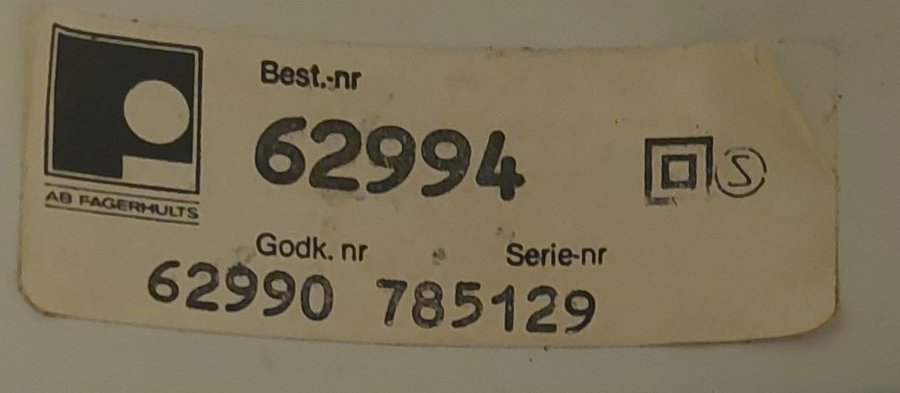 Best.-nr
62994
S
AB FAGERHULTS
Godk. nr Serie-nr
62990 785129